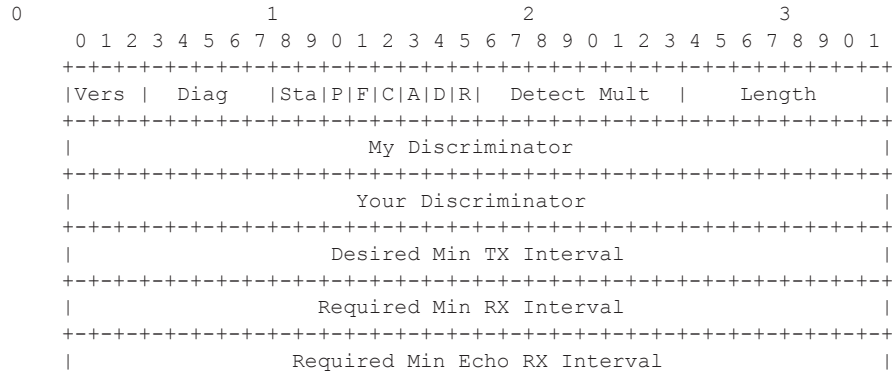 0                   1                   2                   3
 0 1 2 3 4 5 6 7 8 9 0 1 2 3 4 5 6 7 8 9 0 1 2 3 4 5 6 7 8 9 0 1
+-+-+-+-+-+-+-+-+-+-+-+-+-+-+-+-+-+-+-+-+-+-+-+-+-+-+-+-+-+-+-+-+
|Vers |  Diag   |Sta|P|F|C|A|D|R|  Detect Mult  |    Length     |
+-+-+-+-+-+-+-+-+-+-+-+-+-+-+-+-+-+-+-+-+-+-+-+-+-+-+-+-+-+-+-+-+
|                       My Discriminator                        |
+-+-+-+-+-+-+-+-+-+-+-+-+-+-+-+-+-+-+-+-+-+-+-+-+-+-+-+-+-+-+-+-+
|                      Your Discriminator                       |
+-+-+-+-+-+-+-+-+-+-+-+-+-+-+-+-+-+-+-+-+-+-+-+-+-+-+-+-+-+-+-+-+
|                    Desired Min TX Interval                    |
+-+-+-+-+-+-+-+-+-+-+-+-+-+-+-+-+-+-+-+-+-+-+-+-+-+-+-+-+-+-+-+-+
|                   Required Min RX Interval                    |
+-+-+-+-+-+-+-+-+-+-+-+-+-+-+-+-+-+-+-+-+-+-+-+-+-+-+-+-+-+-+-+-+
|                 Required Min Echo RX Interval                 |